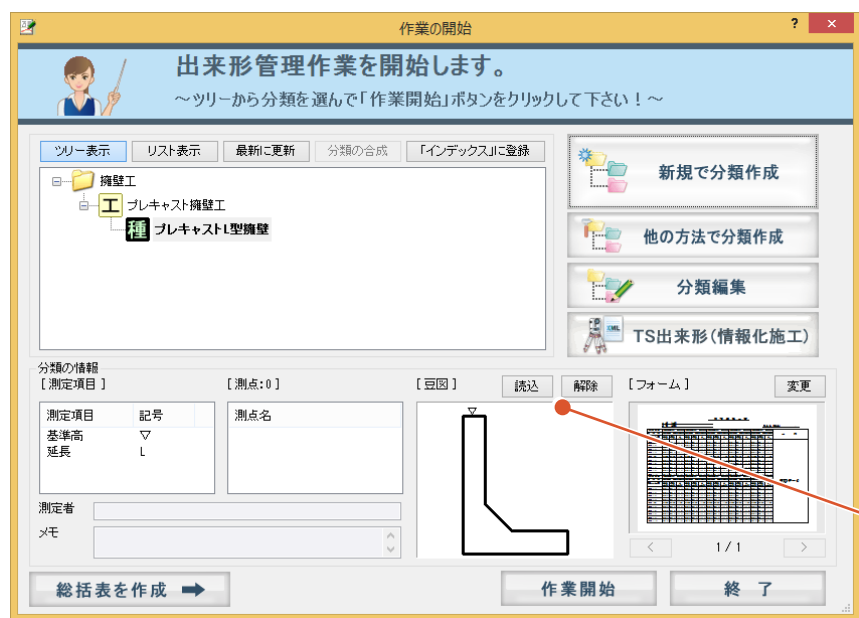 作業の開始
? ×
出来形管理作業を開始します。
～ツリーから分類を選んで「作業開始」ボタンをクリックして下さい！～
ツリー表示 リスト表示 最新に更新 分類の合成 「インデックス」に登録
擁壁工
工 プレキャスト擁壁工
種 プレキャストL型擁壁
新規で分類作成
他の方法で分類作成
分類編集
TS出来形(情報化施工)
分類の情報
[測定項目] [測点:0] [豆図] 読込 解除 [フォーム] 変更
測定項目 記号 測点名
基準高 ▽
延長 L
▽
測定者
メモ
< 1/1 >
総括表を作成 ➡ 作業開始 終 了